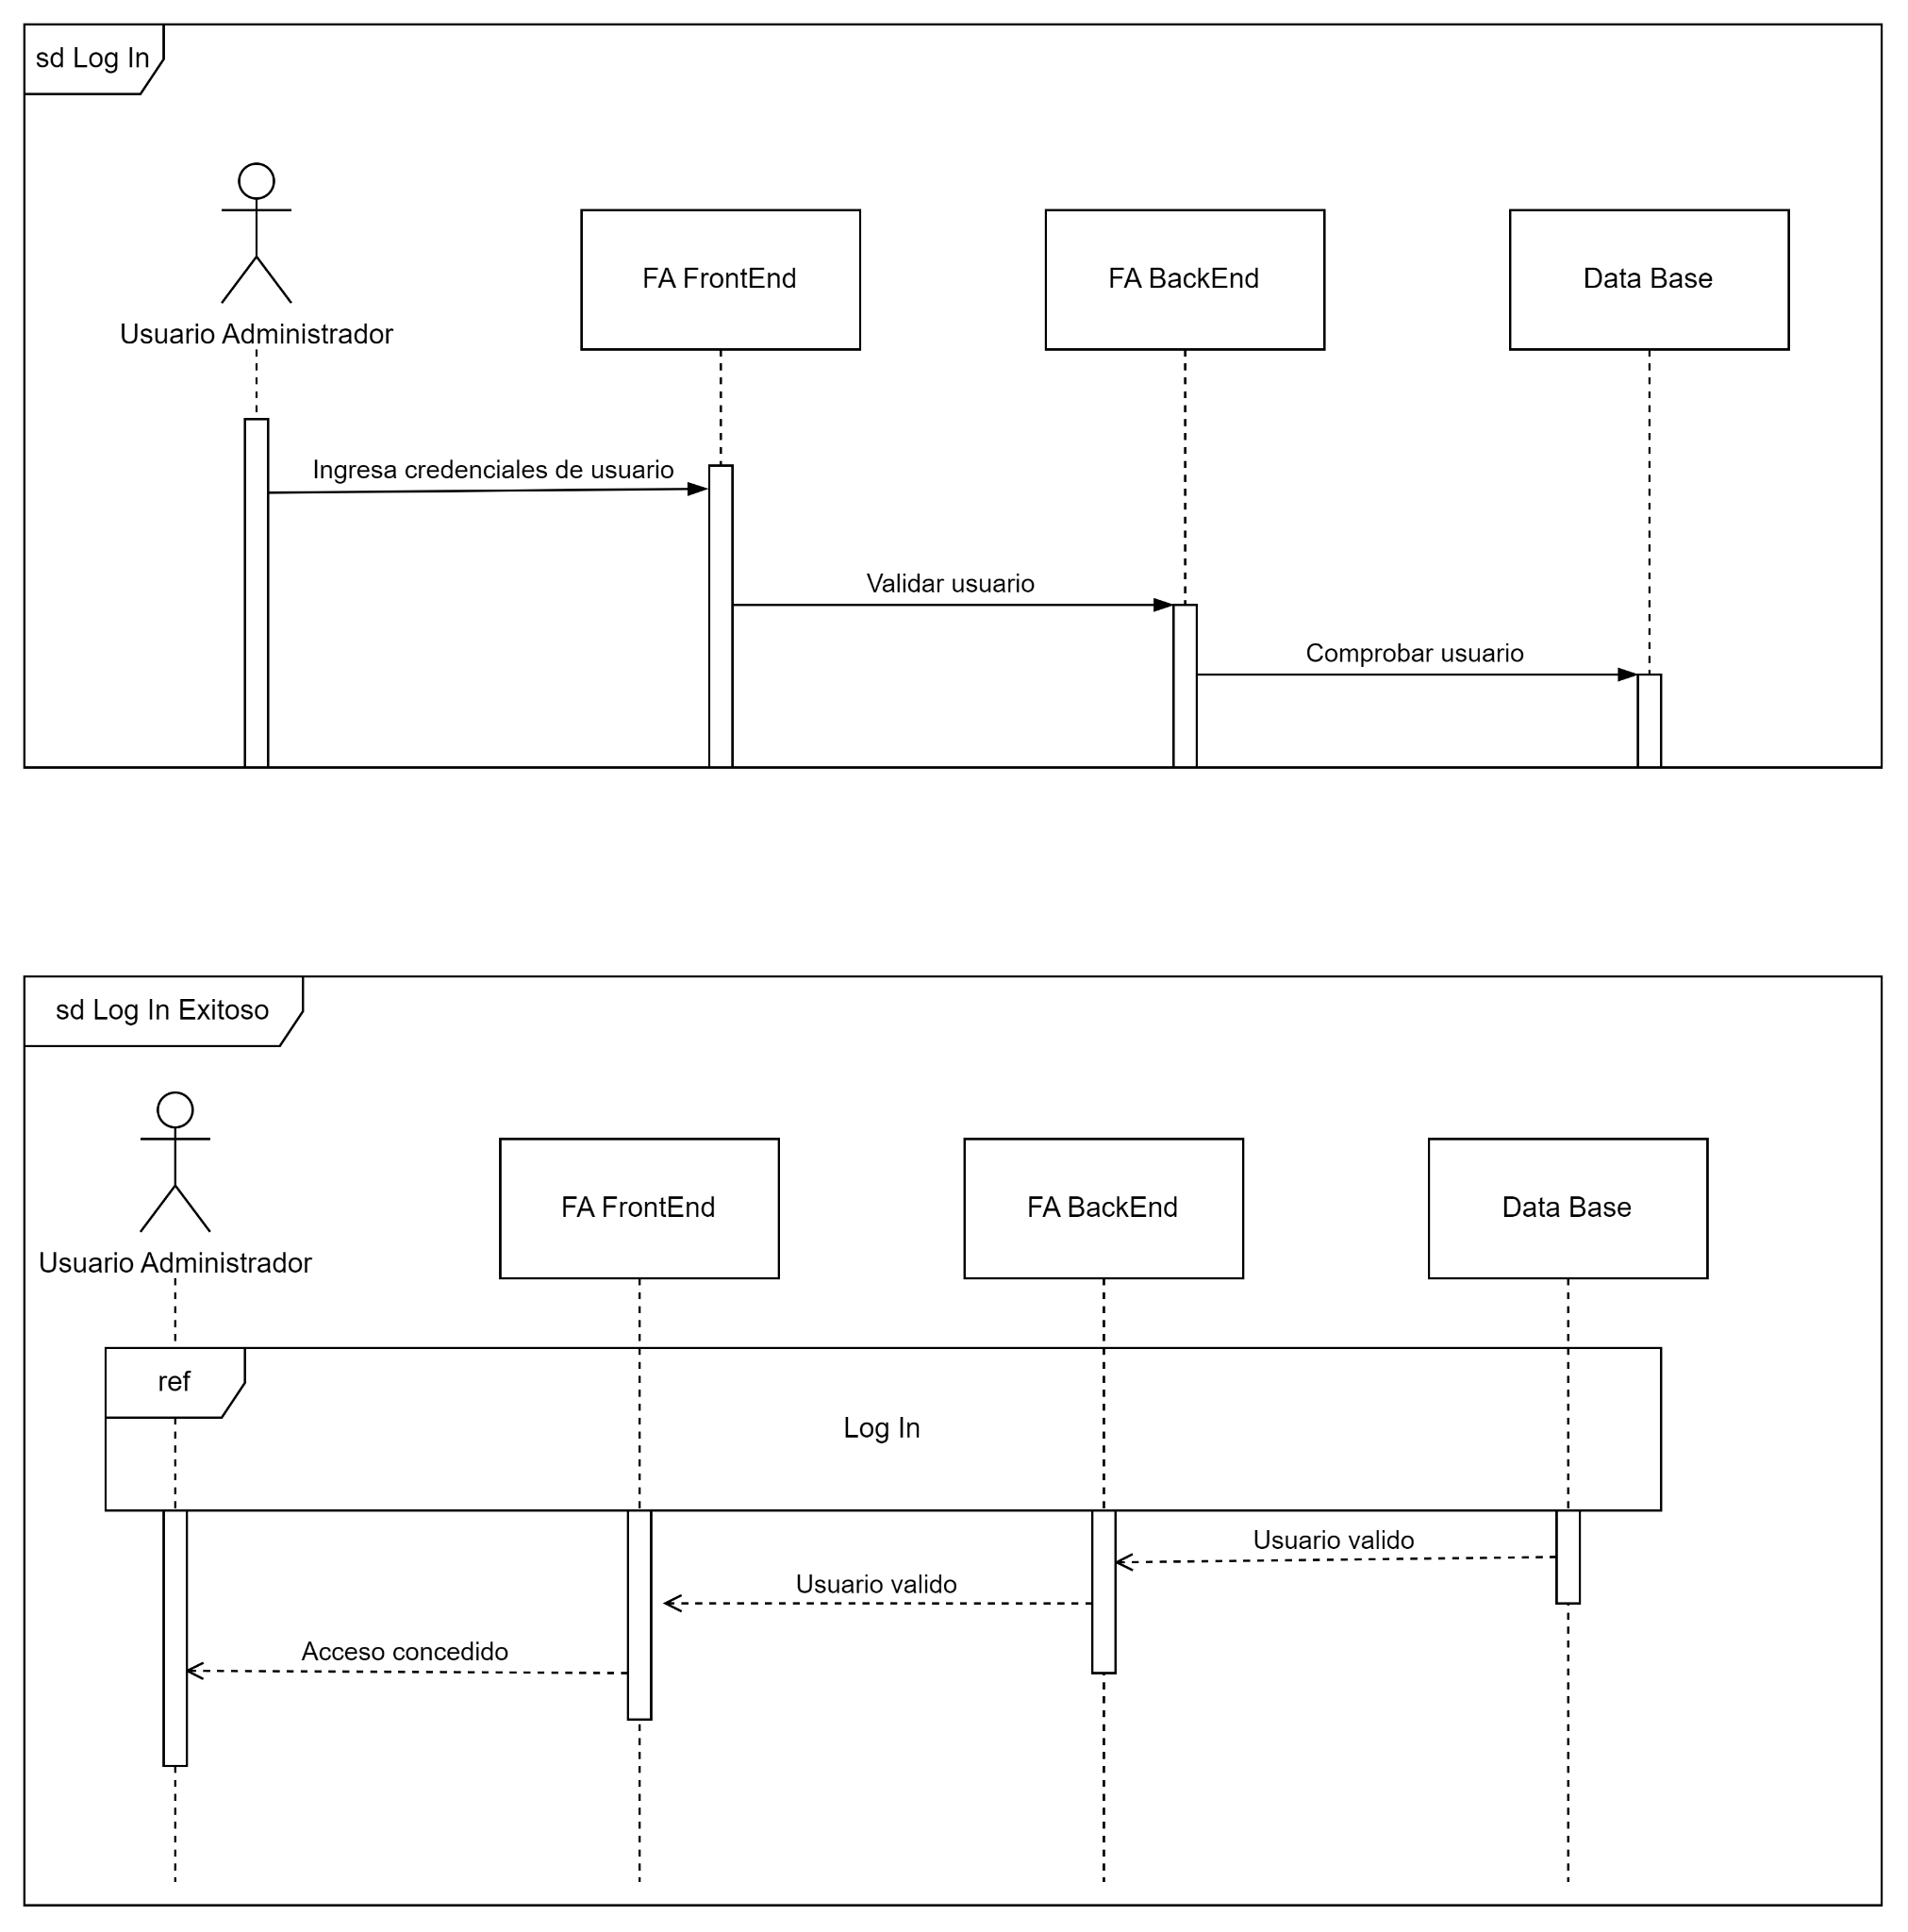 sd Log In
Usuario Administrador
FA FrontEnd
FA BackEnd
Data Base
Ingresa credenciales de usuario
Validar usuario
Comprobar usuario
sd Log In Exitoso
Usuario Administrador
FA FrontEnd
FA BackEnd
Data Base
ref
Log In
Usuario valido
Usuario valido
Acceso concedido